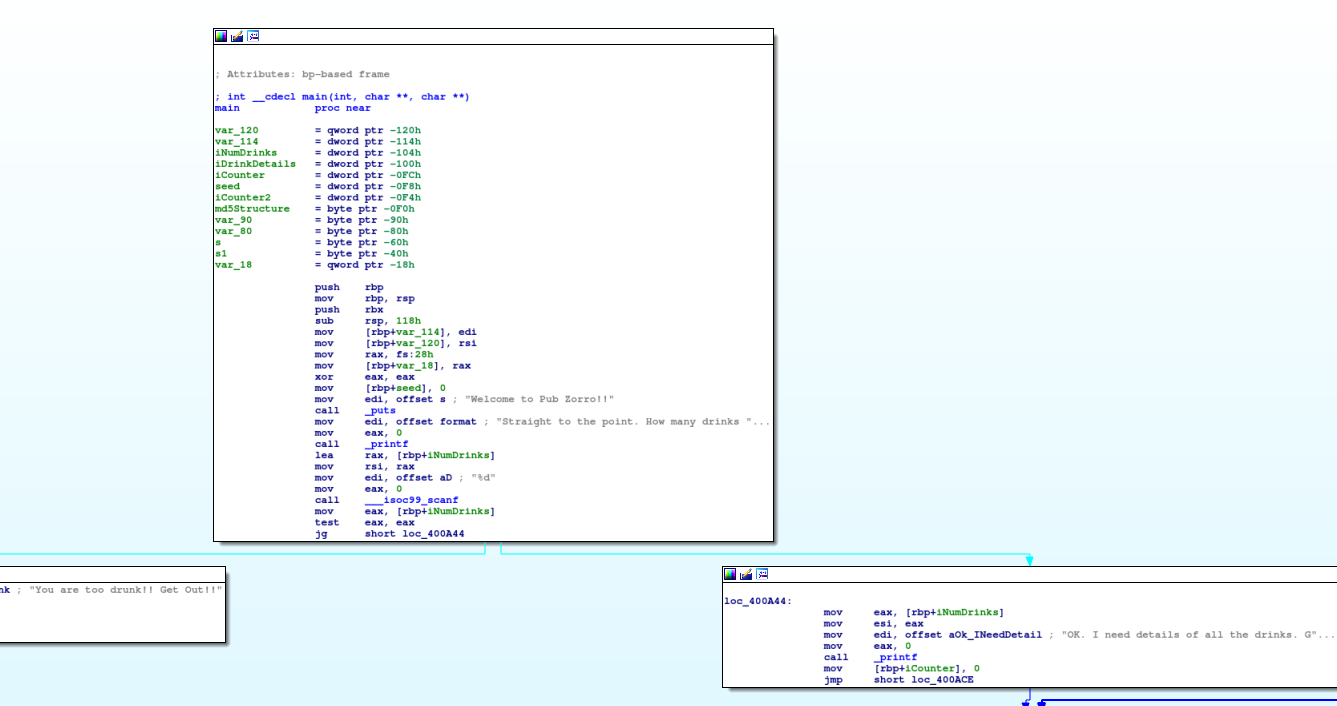 ; Attributes: bp-based frame
; int __cdecl main(int, char **, char **)
main proc near
var_120 = qword ptr -120h
var_114 = dword ptr -114h
iNumDrinks = dword ptr -104h
iDrinkDetails = dword ptr -100h
iCounter = dword ptr -0FCh
seed = dword ptr -0F8h
iCounter2 = dword ptr -0F4h
md5Structure = byte ptr -0F0h
var_90 = byte ptr -90h
var_80 = byte ptr -80h
s = byte ptr -60h
s1 = byte ptr -40h
var_18 = qword ptr -18h
push rbp
mov rbp, rsp
push rbx
sub rsp, 118h
mov [rbp+var_114], edi
mov [rbp+var_120], rsi
mov rax, fs:28h
mov [rbp+var_18], rax
xor eax, eax
mov [rbp+seed], 0
mov edi, offset s ; "Welcome to Pub Zorro!!"
call _puts
mov edi, offset format ; "Straight to the point. How many drinks "...
mov eax, 0
call _printf
lea rax, [rbp+iNumDrinks]
mov rsi, rax
mov edi, offset aD ; "%d"
mov eax, 0
call ___isoc99_scanf
mov eax, [rbp+iNumDrinks]
test eax, eax
jg short loc_400A44
nk ; "You are too drunk!! Get Out!!"
loc_400A44:
mov eax, [rbp+iNumDrinks]
mov esi, eax
mov edi, offset aOk_INeedDetail ; "OK. I need details of all the drinks. G"...
mov eax, 0
call _printf
mov [rbp+iCounter], 0
jmp short loc_400ACE